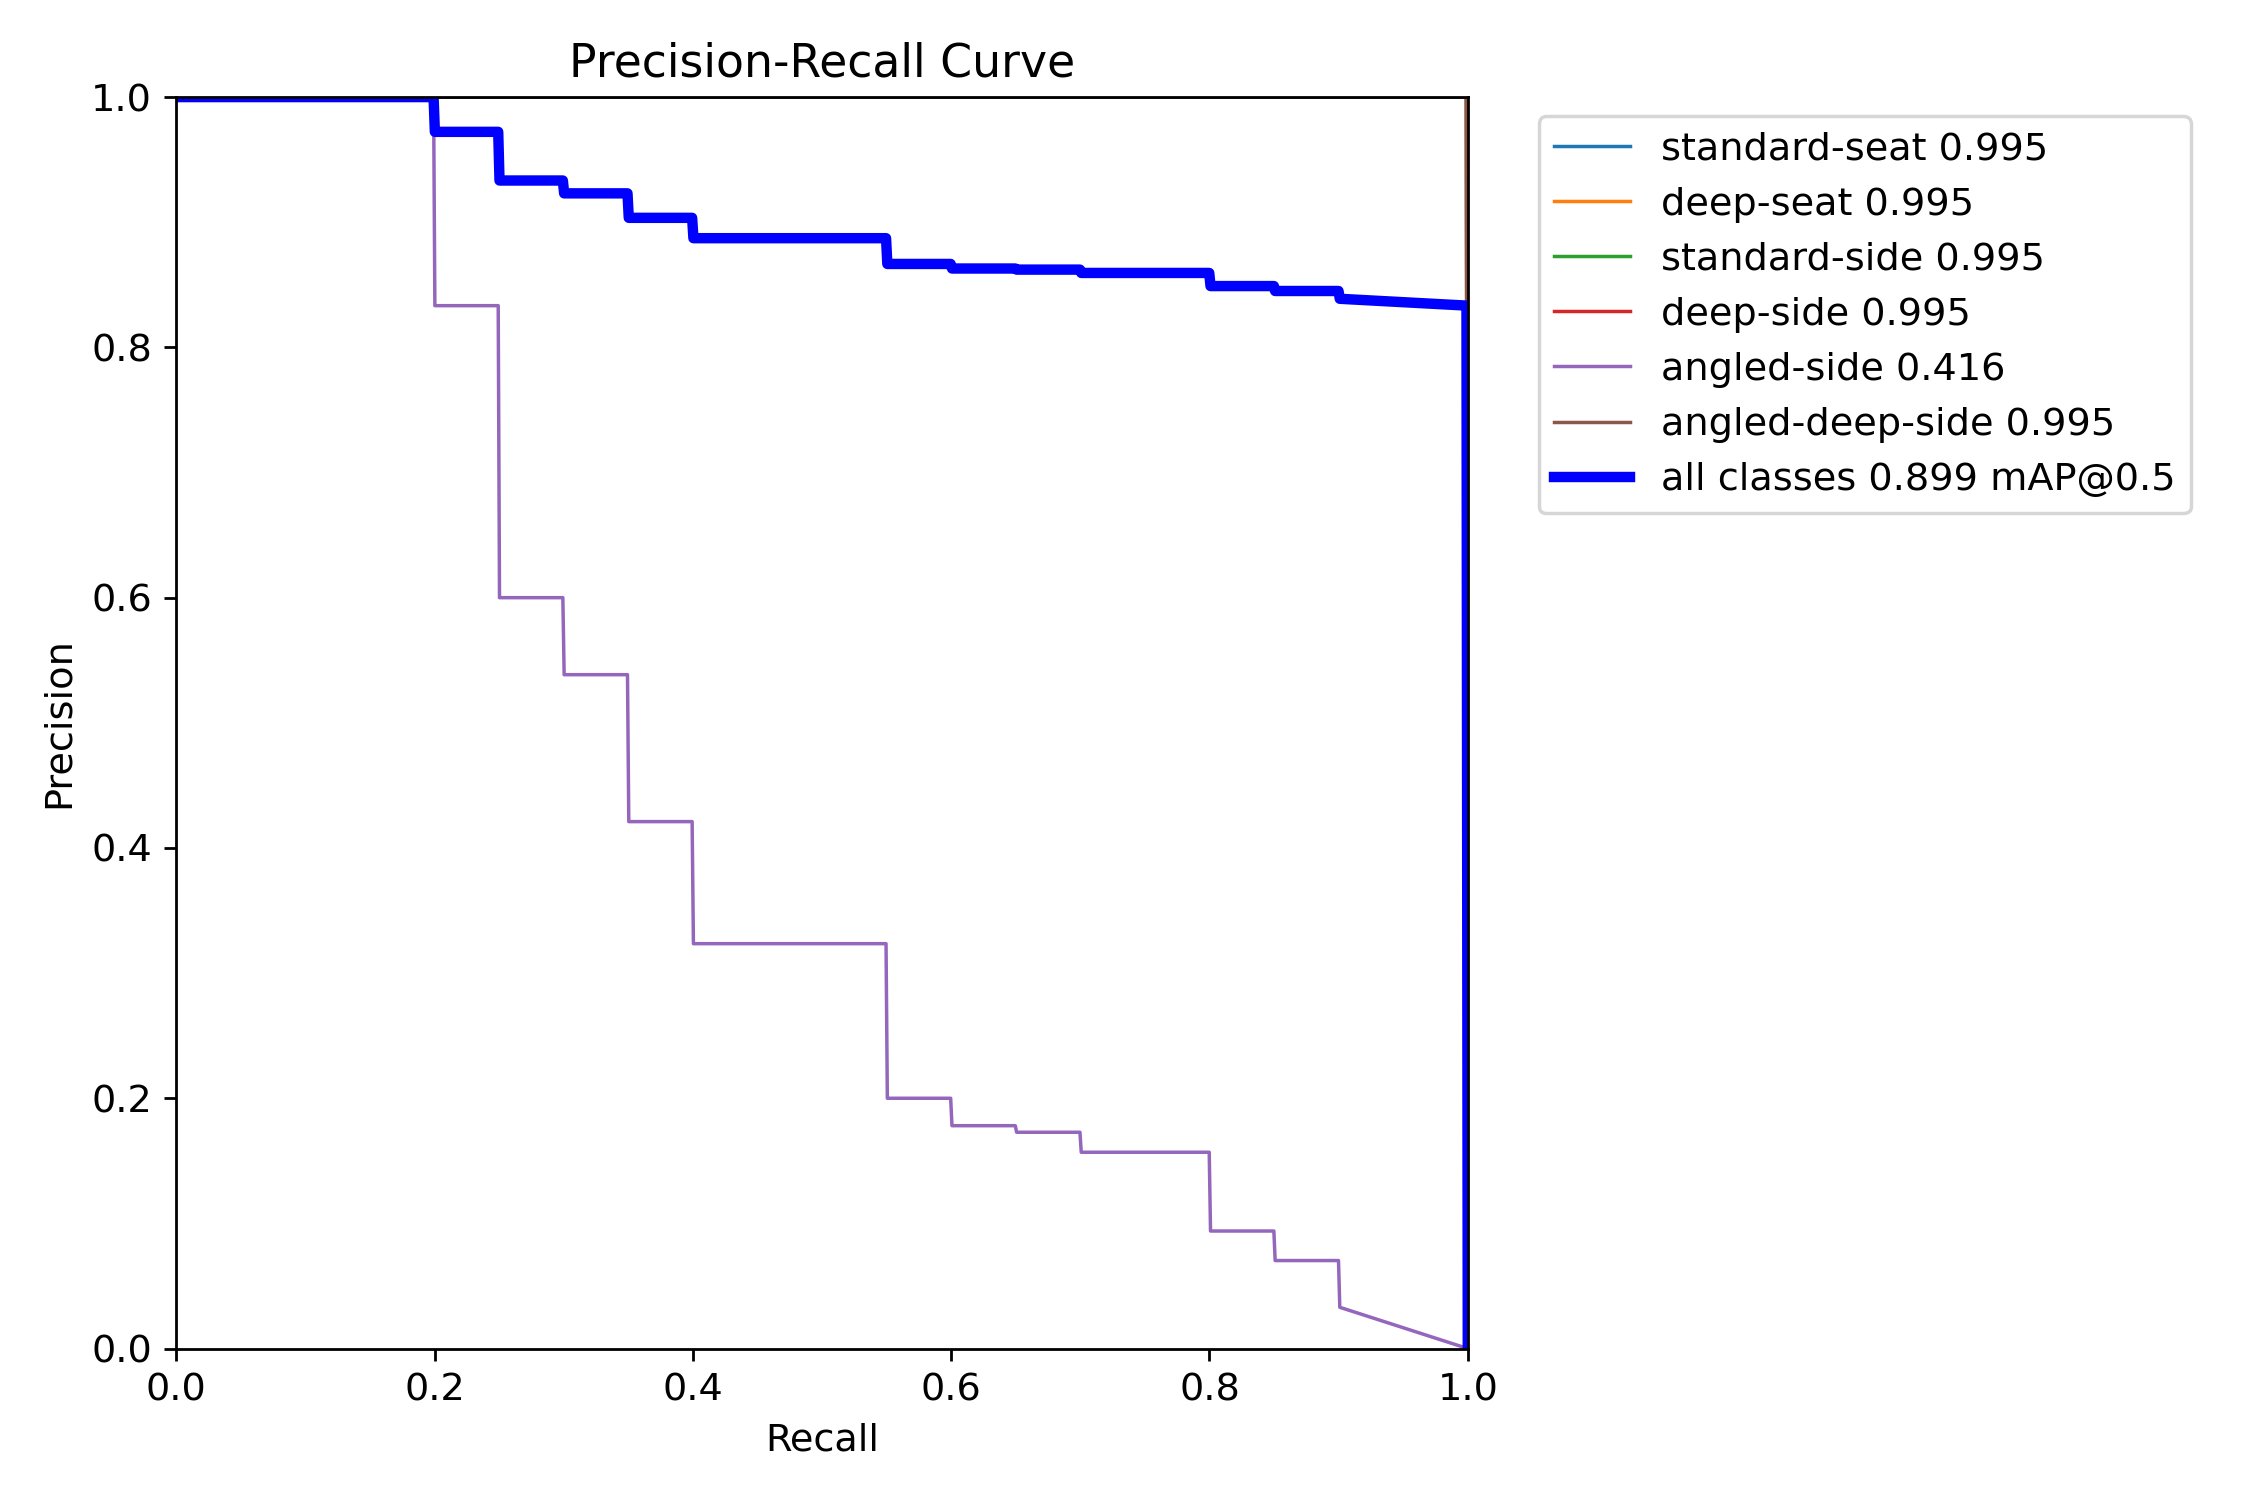 Precision-Recall Curve
1.0
0.8
0.6
0.4
0.2
0.0
Precision
0.0 0.2 0.4 0.6 0.8 1.0
Recall
standard-seat 0.995
deep-seat 0.995
standard-side 0.995
deep-side 0.995
angled-side 0.416
angled-deep-side 0.995
all classes 0.899 mAP@0.5